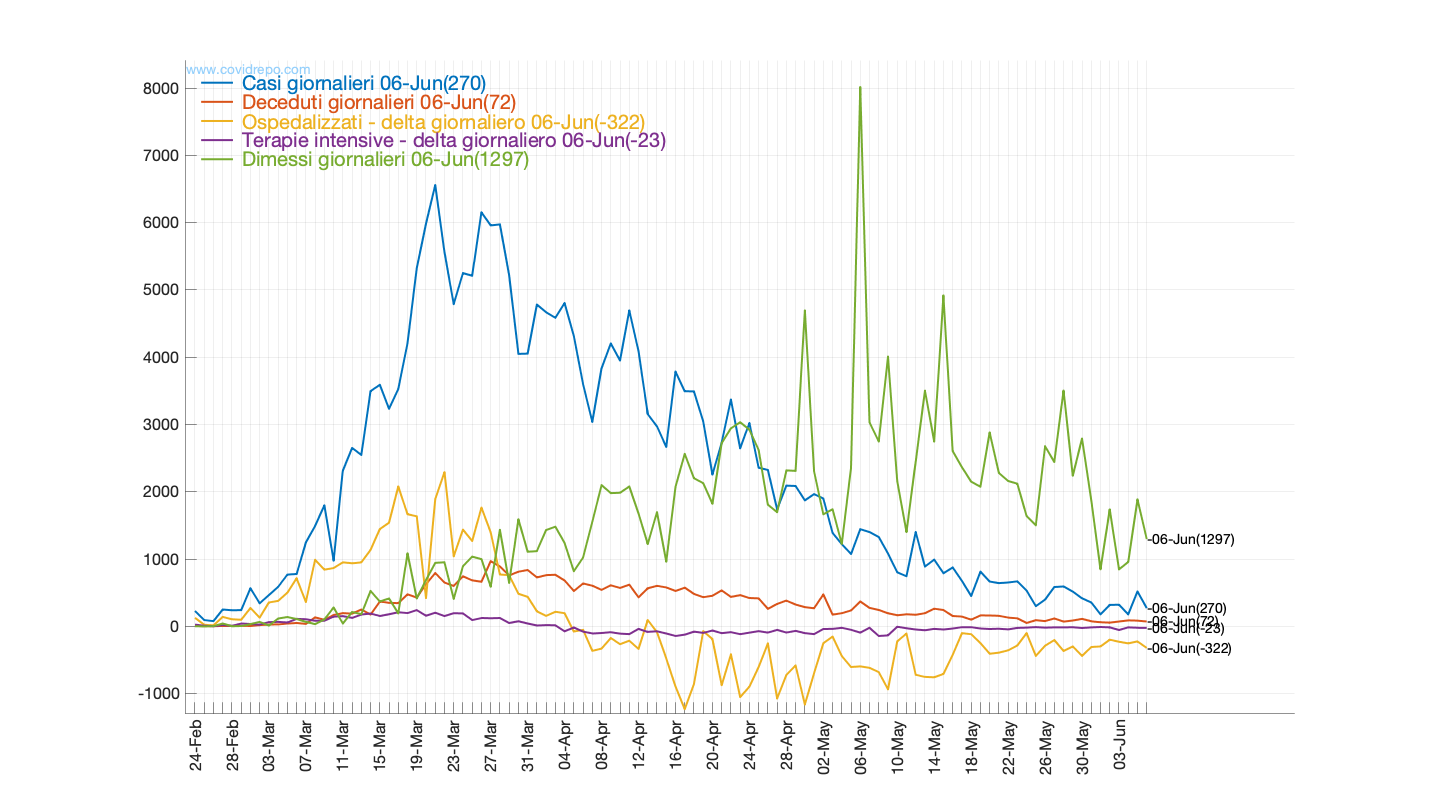 www.covidrepo.com
Casi giornalieri 06-Jun(270)
Deceduti giornalieri 06-Jun(72)
Ospedalizzati - delta giornaliero 06-Jun(-322)
Terapie intensive - delta giornaliero 06-Jun(-23)
Dimessi giornalieri 06-Jun(1297)
8000
7000
6000
5000
4000
3000
2000
1000
0
-1000
-06-Jun(1297)
-06-Jun(270)
-06-Jun(72)
-06-Jun(-23)
-06-Jun(-322)
24-Feb
28-Feb
03-Mar
07-Mar
11-Mar
15-Mar
19-Mar
23-Mar
27-Mar
31-Mar
04-Apr
08-Apr
12-Apr
16-Apr
20-Apr
24-Apr
28-Apr
02-May
06-May
10-May
14-May
18-May
22-May
26-May
30-May
03-Jun